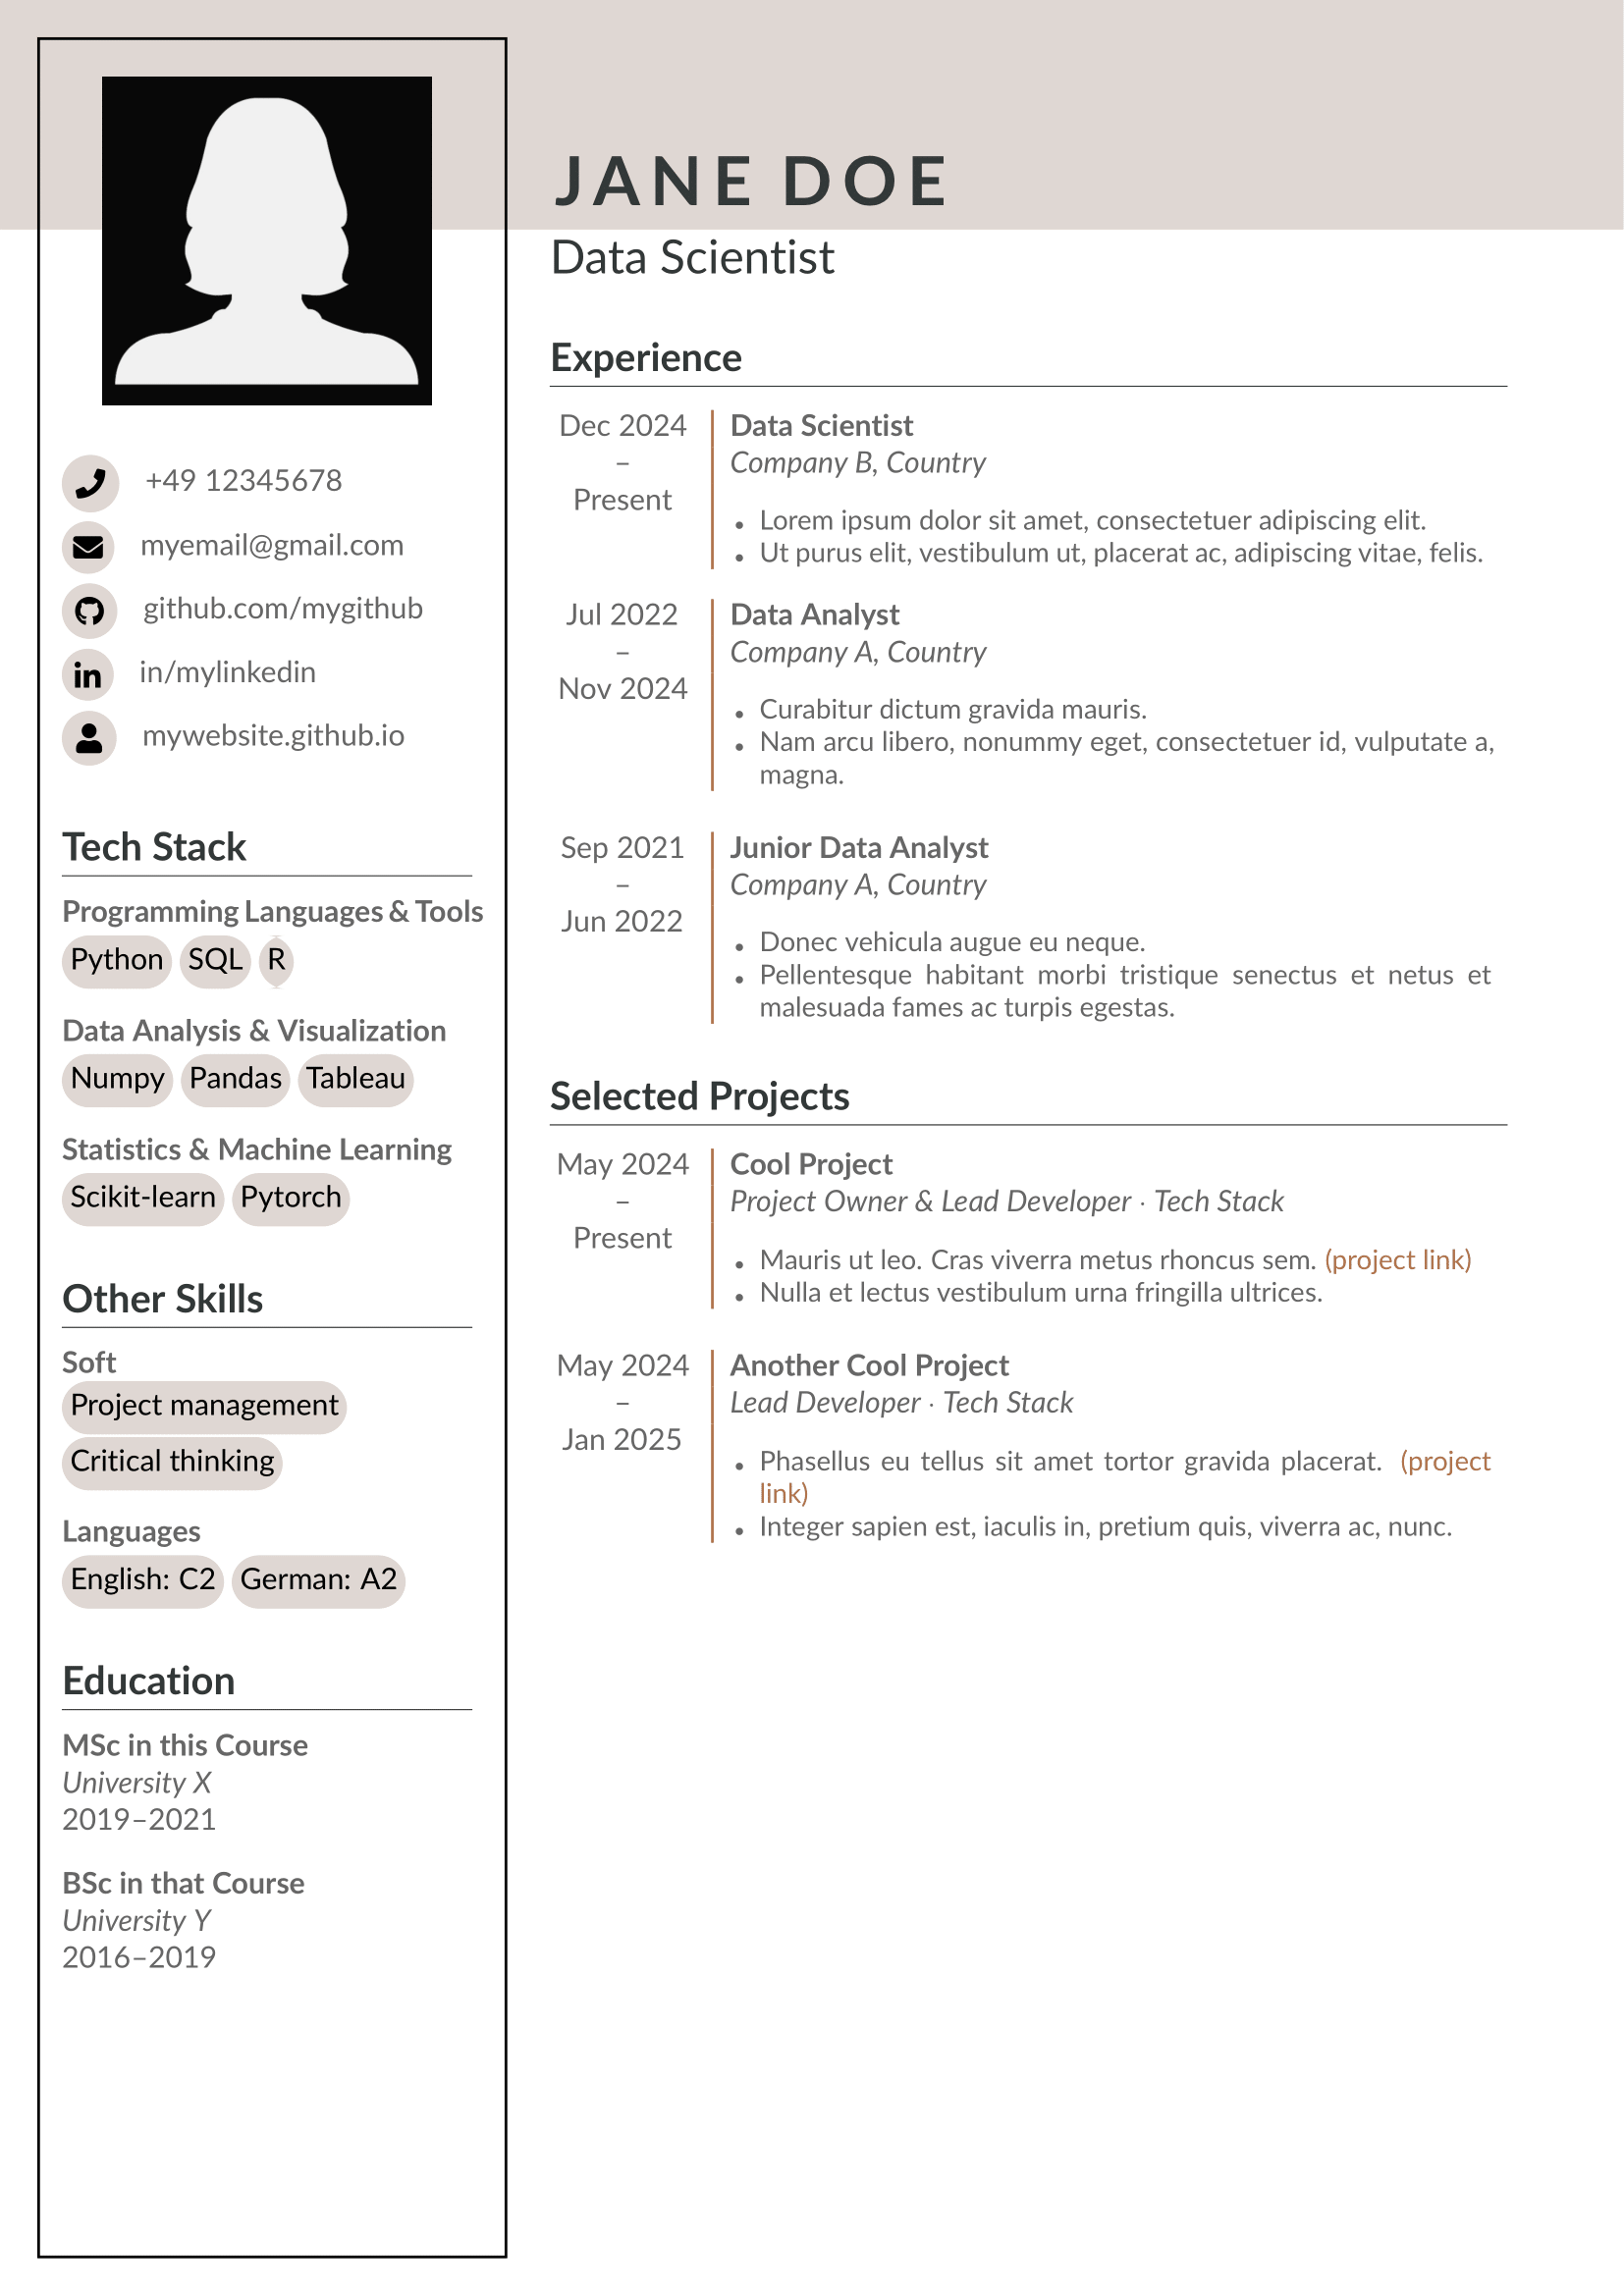 JANE DOE
Data Scientist
+49 12345678
myemail@gmail.com
github.com/mygithub
in/mylinkedin
mywebsite.github.io
Tech Stack
Programming Languages & Tools
Python SQL R
Data Analysis & Visualization
Numpy Pandas Tableau
Statistics & Machine Learning
Scikit-learn Pytorch
Other Skills
Soft
Project management
Critical thinking
Languages
English: C2 German: A2
Education
MSc in this Course
University X
2019–2021
BSc in that Course
University Y
2016–2019
Experience
Dec 2024
–
Present
Data Scientist
Company B, Country
• Lorem ipsum dolor sit amet, consectetuer adipiscing elit.
• Ut purus elit, vestibulum ut, placerat ac, adipiscing vitae, felis.
Jul 2022
–
Nov 2024
Data Analyst
Company A, Country
• Curabitur dictum gravida mauris.
• Nam arcu libero, nonummy eget, consectetuer id, vulputate a,
magna.
Sep 2021
–
Jun 2022
Junior Data Analyst
Company A, Country
• Donec vehicula augue eu neque.
• Pellentesque habitant morbi tristique senectus et netus et
malesuada fames ac turpis egestas.
Selected Projects
May 2024
–
Present
Cool Project
Project Owner & Lead Developer · Tech Stack
• Mauris ut leo. Cras viverra metus rhoncus sem. (project link)
• Nulla et lectus vestibulum urna fringilla ultrices.
May 2024
–
Jan 2025
Another Cool Project
Lead Developer · Tech Stack
• Phasellus eu tellus sit amet tortor gravida placerat. (project
link)
• Integer sapien est, iaculis in, pretium quis, viverra ac, nunc.